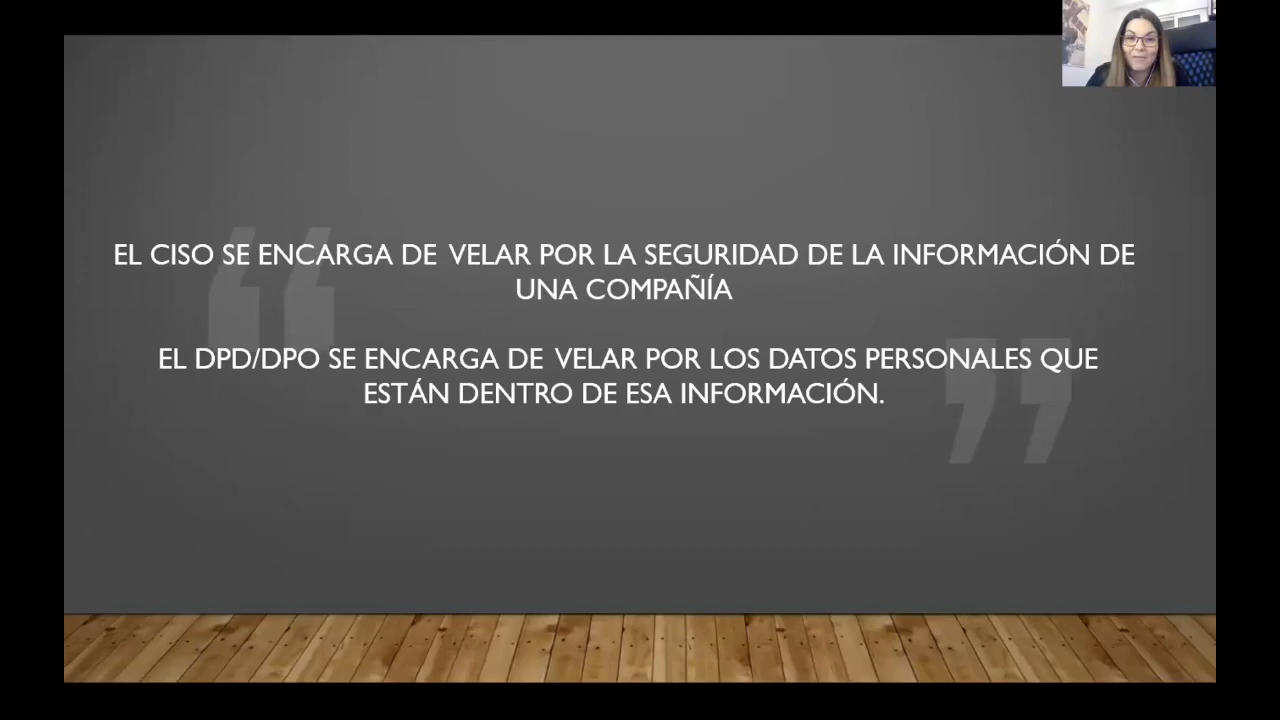 EL CISO SE ENCARGA DE VELAR POR LA SEGURIDAD DE LA INFORMACIÓN DE
UNA COMPAÑÍA
EL DPD/DPO SE ENCARGA DE VELAR POR LOS DATOS PERSONALES QUE
ESTÁN DENTRO DE ESA INFORMACIÓN.